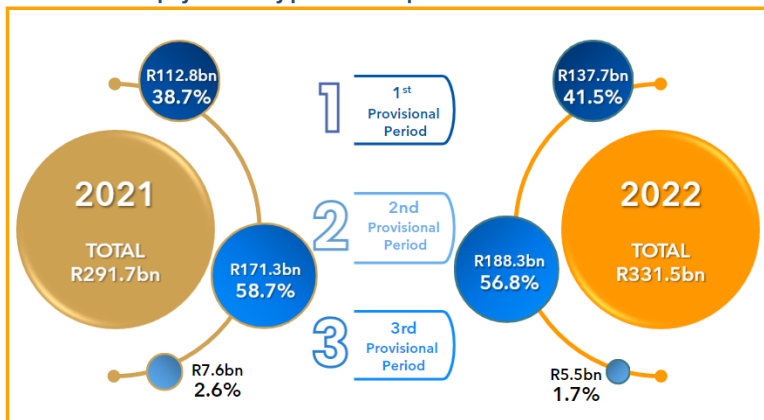 R112.8bn
38.7%
2021
TOTAL
R291.7bn
R171.3bn
58.7%
R7.6bn
2.6%
1
1st
Provisional
Period
2
2nd
Provisional
Period
3
3rd
Provisional
Period
R137.7bn
41.5%
2022
TOTAL
R331.5bn
R188.3bn
56.8%
R5.5bn
1.7%